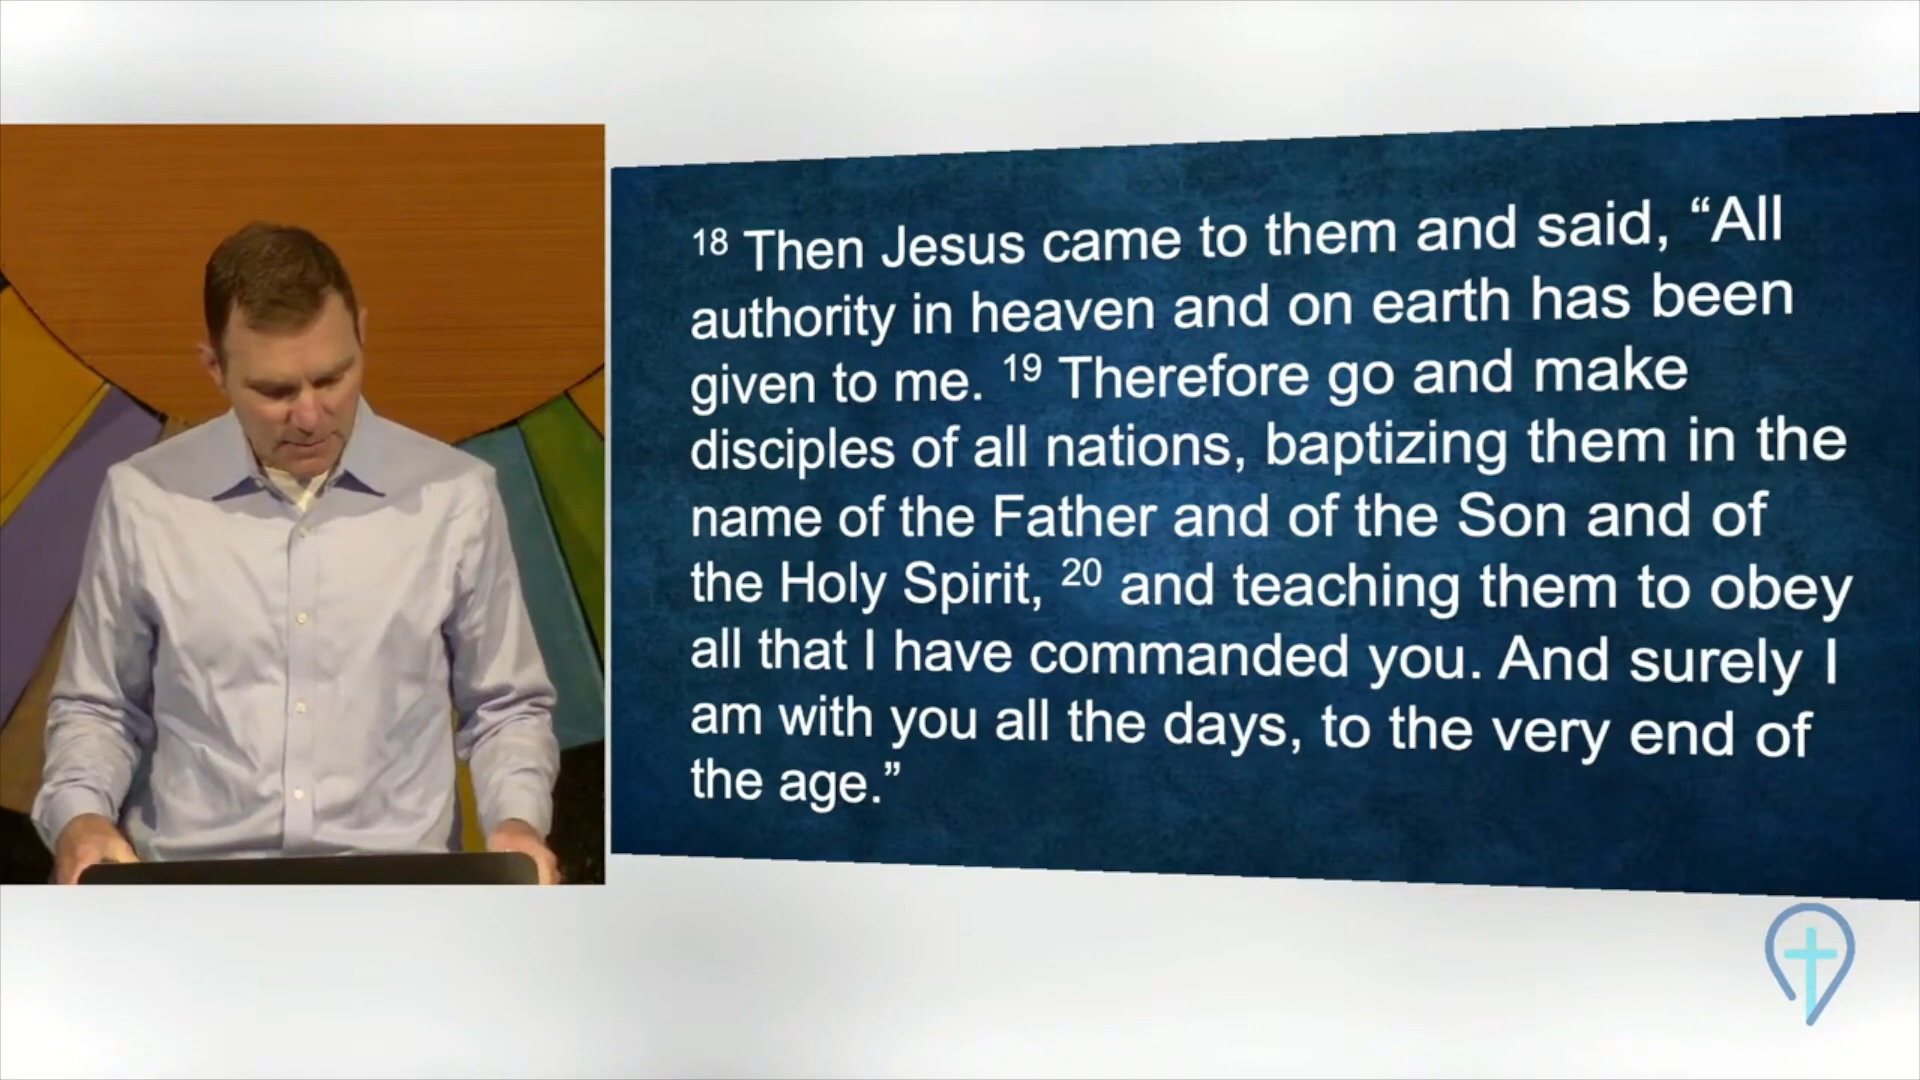 18 Then Jesus came to them and said, “All
authority in heaven and on earth has been
given to me. 19 Therefore go and make
disciples of all nations, baptizing them in the
name of the Father and of the Son and of
the Holy Spirit, 20 and teaching them to obey
all that I have commanded you. And surely I
am with you all the days, to the very end of
the age.”